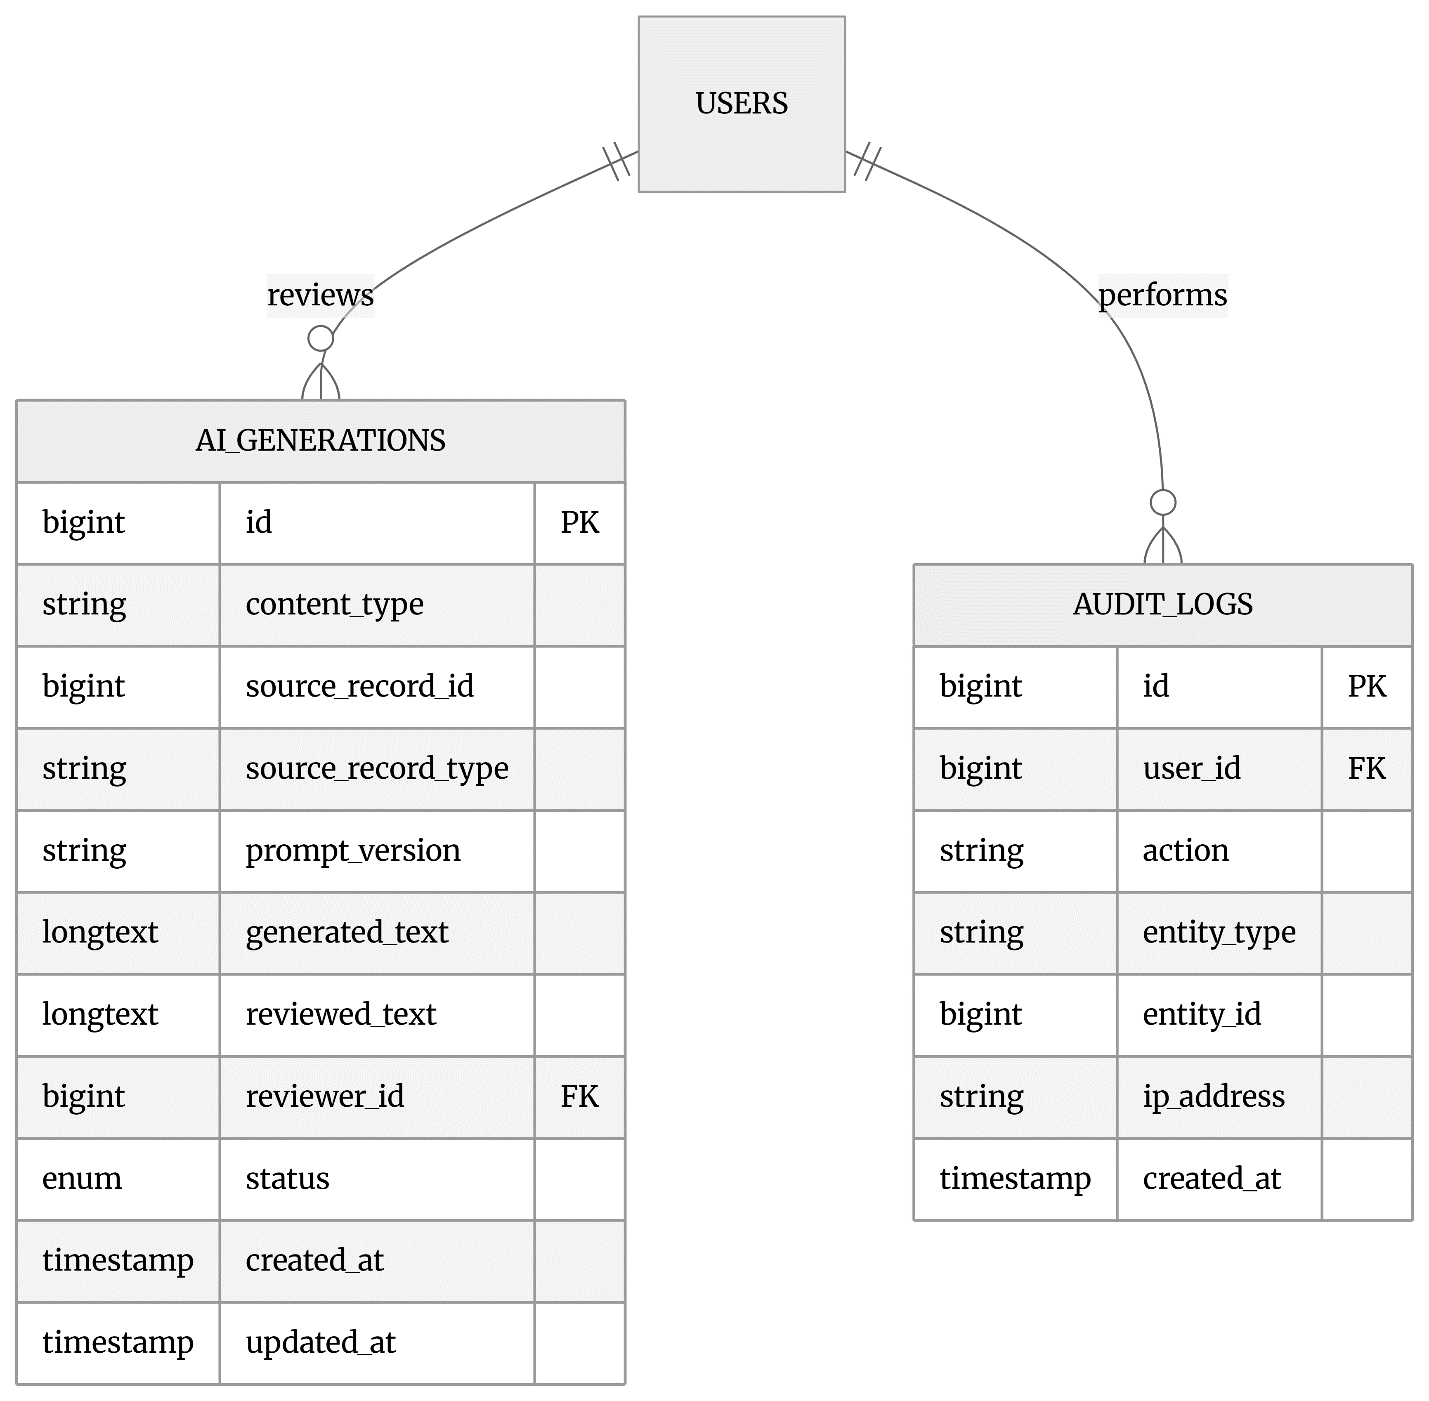 USERS
reviews
performs
AI_GENERATIONS
bigint id PK
string content_type
bigint source_record_id
string source_record_type
string prompt_version
longtext generated_text
longtext reviewed_text
bigint reviewer_id FK
enum status
timestamp created_at
timestamp updated_at
AUDIT_LOGS
bigint id PK
bigint user_id FK
string action
string entity_type
bigint entity_id
string ip_address
timestamp created_at